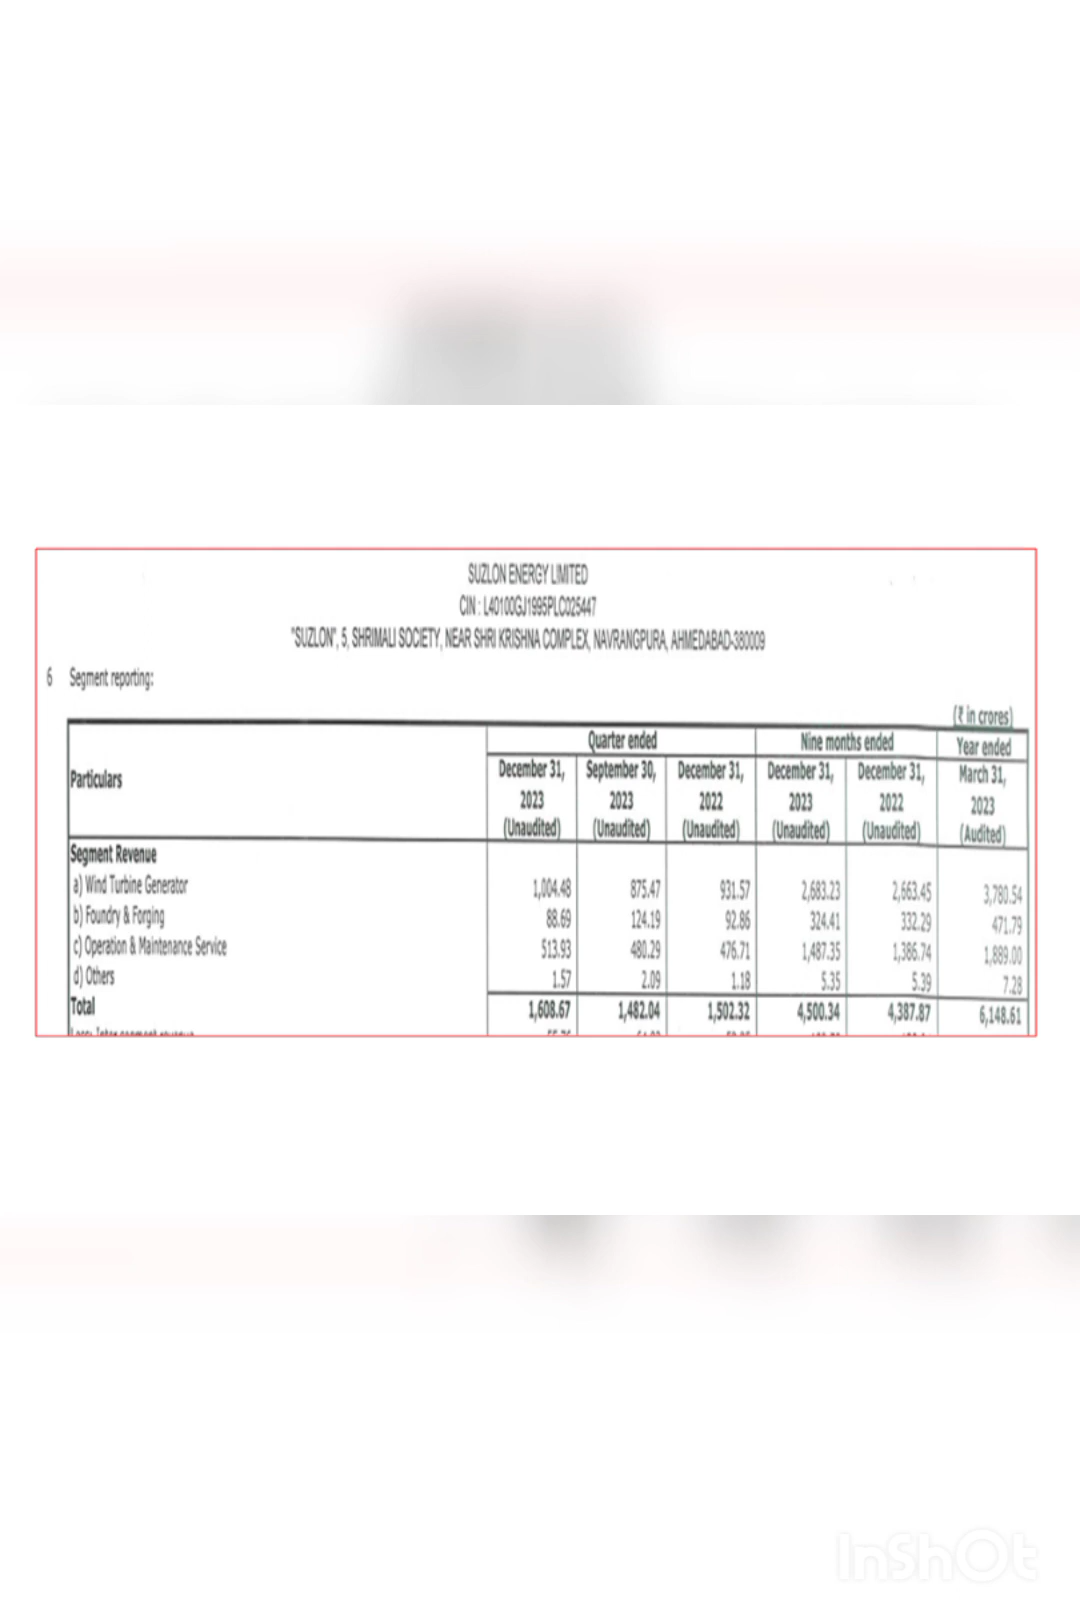 SUZLON ENERGY LIMITED
CIN : L40100GJ1995PLC025447
"SUZLON", 5, SHRIMALI SOCIETY, NEAR SHRI KRISHNA COMPLEX, NAVRANGPURA, AHMEDABAD-380009
6 Segment reporting:
(₹ in crores)
Particulars Quarter ended Nine months ended Year ended
December 31, September 30, December 31, December 31, December 31, March 31,
2023 2023 2022 2023 2022 2023
(Unaudited) (Unaudited) (Unaudited) (Unaudited) (Unaudited) (Audited)
Segment Revenue
a) Wind Turbine Generator 1,004.48 875.47 931.57 2,683.23 2,663.45 3,780.54
b) Foundry & Forging 88.69 124.19 92.86 324.41 332.29 471.79
c) Operation & Maintenance Service 513.93 480.29 476.71 1,487.35 1,386.74 1,889.00
d) Others 1.57 2.09 1.18 5.35 5.39 7.28
Total 1,608.67 1,482.04 1,502.32 4,500.34 4,387.87 6,148.61
InShOt